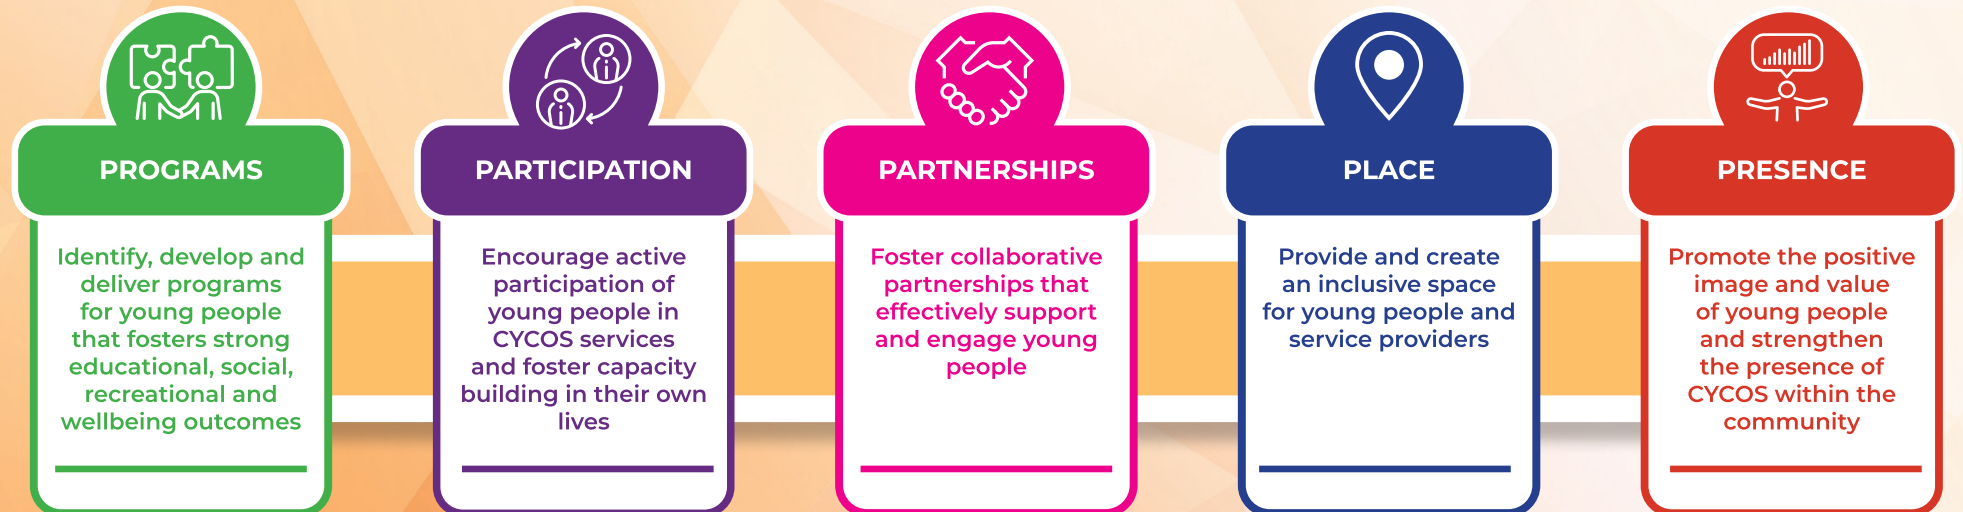 PROGRAMS
Identify, develop and
deliver programs
for young people
that fosters strong
educational, social,
recreational and
wellbeing outcomes
PARTICIPATION
Encourage active
participation of
young people in
CYCOS services
and foster capacity
building in their own
lives
PARTNERSHIPS
Foster collaborative
partnerships that
effectively support
and engage young
people
PLACE
Provide and create
an inclusive space
for young people and
service providers
PRESENCE
Promote the positive
image and value
of young people
and strengthen
the presence of
CYCOS within the
community